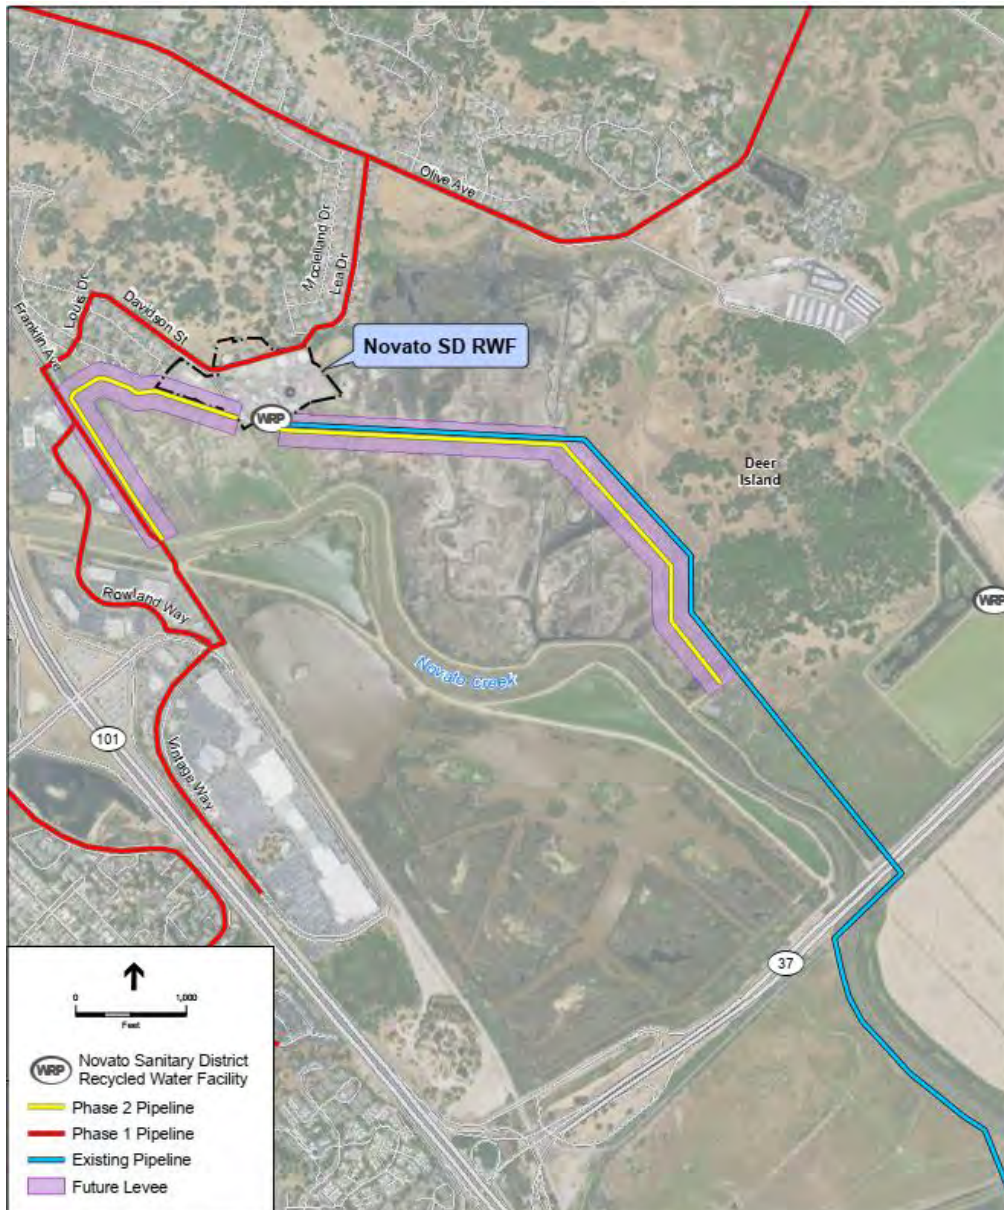 Olive Ave
Mcclelland Dr
Lea Dr
Louis Dr
Davidson St
Franklin Ave
Novato SD RWF
WRP
Deer
Island
WRP
Rowland Way
Novato creek
101
Vintage Way
37
0
1,000
Feet
WRP
Novato Sanitary District
Recycled Water Facility
Phase 2 Pipeline
Phase 1 Pipeline
Existing Pipeline
Future Levee